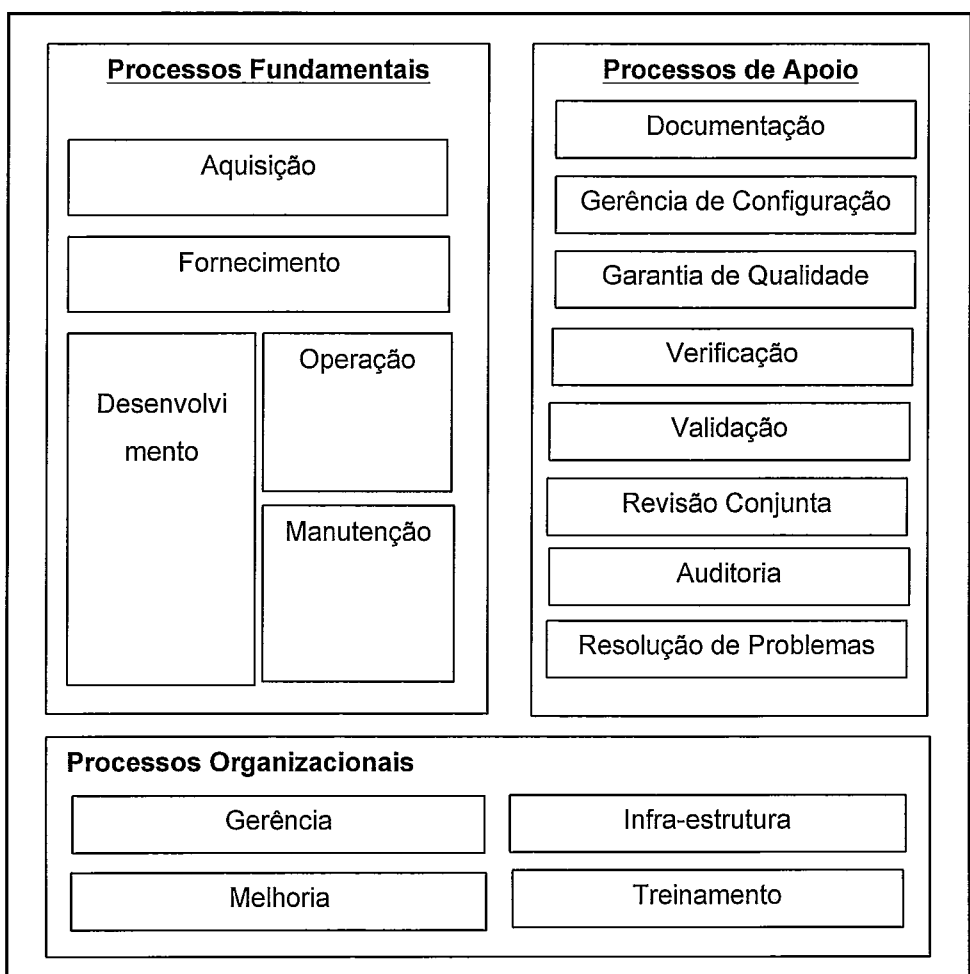 Processos Fundamentais
Aquisição
Fornecimento
Desenvolvi
mento
Operação
Manutenção
Processos de Apoio
Documentação
Gerência de Configuração
Garantia de Qualidade
Verificação
Validação
Revisão Conjunta
Auditoria
Resolução de Problemas
Processos Organizacionais
Gerência
Infra-estrutura
Melhoria
Treinamento